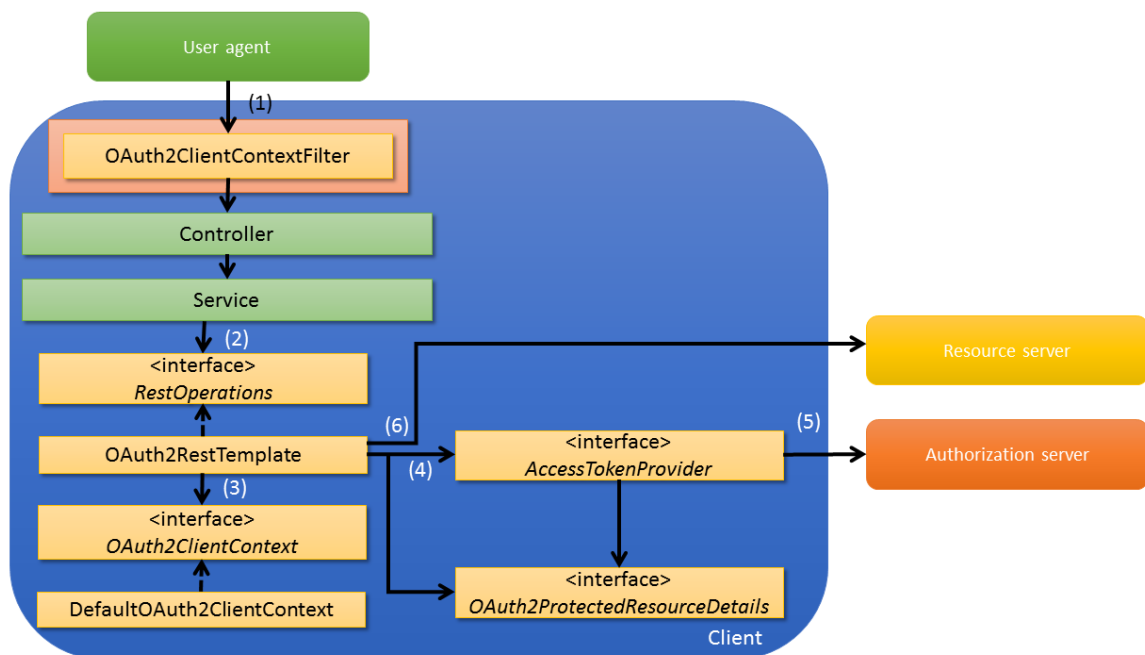 User agent
(1)
OAuth2ClientContextFilter
Controller
Service
(2)
<interface>
RestOperations
Resource server
(6)
(5)
OAuth2RestTemplate
(4)
<interface>
AccessTokenProvider
Authorization server
(3)
<interface>
OAuth2ClientContext
<interface>
OAuth2ProtectedResourceDetails
DefaultOAuth2ClientContext
Client